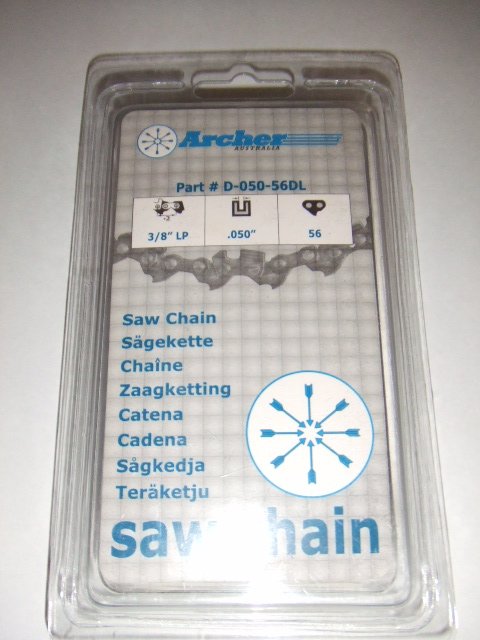 Archer
AUSTRALIA
Part # D-050-56DL
3/8" LP .050" 56
Saw Chain
Sägekette
Chaîne
Zaagketting
Catena
Cadena
Sågkedja
Teräketju
saw chain